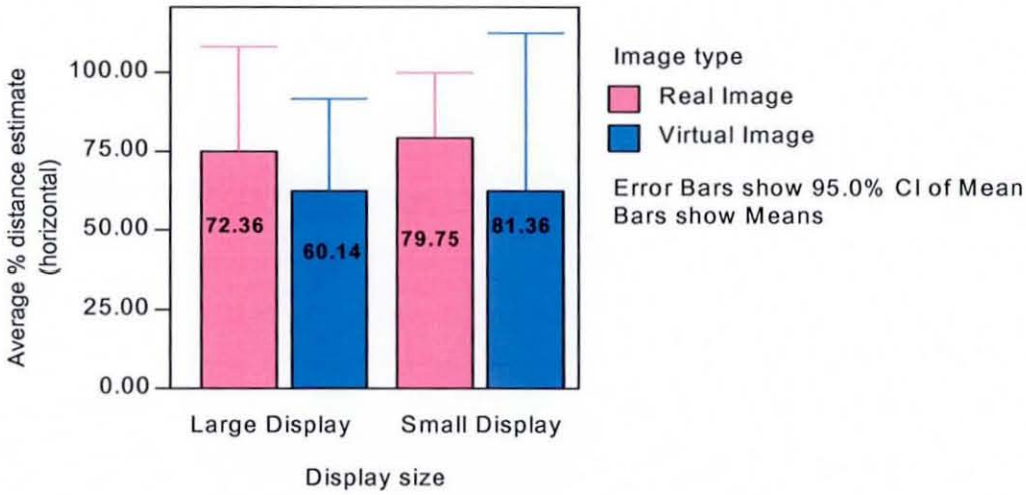 Average % distance estimate
(horizontal)
100.00
75.00
50.00
25.00
0.00
72.36
60.14
79.75
81.36
Large Display
Small Display
Display size
Image type
Real Image
Virtual Image
Error Bars show 95.0% CI of Mean
Bars show Means